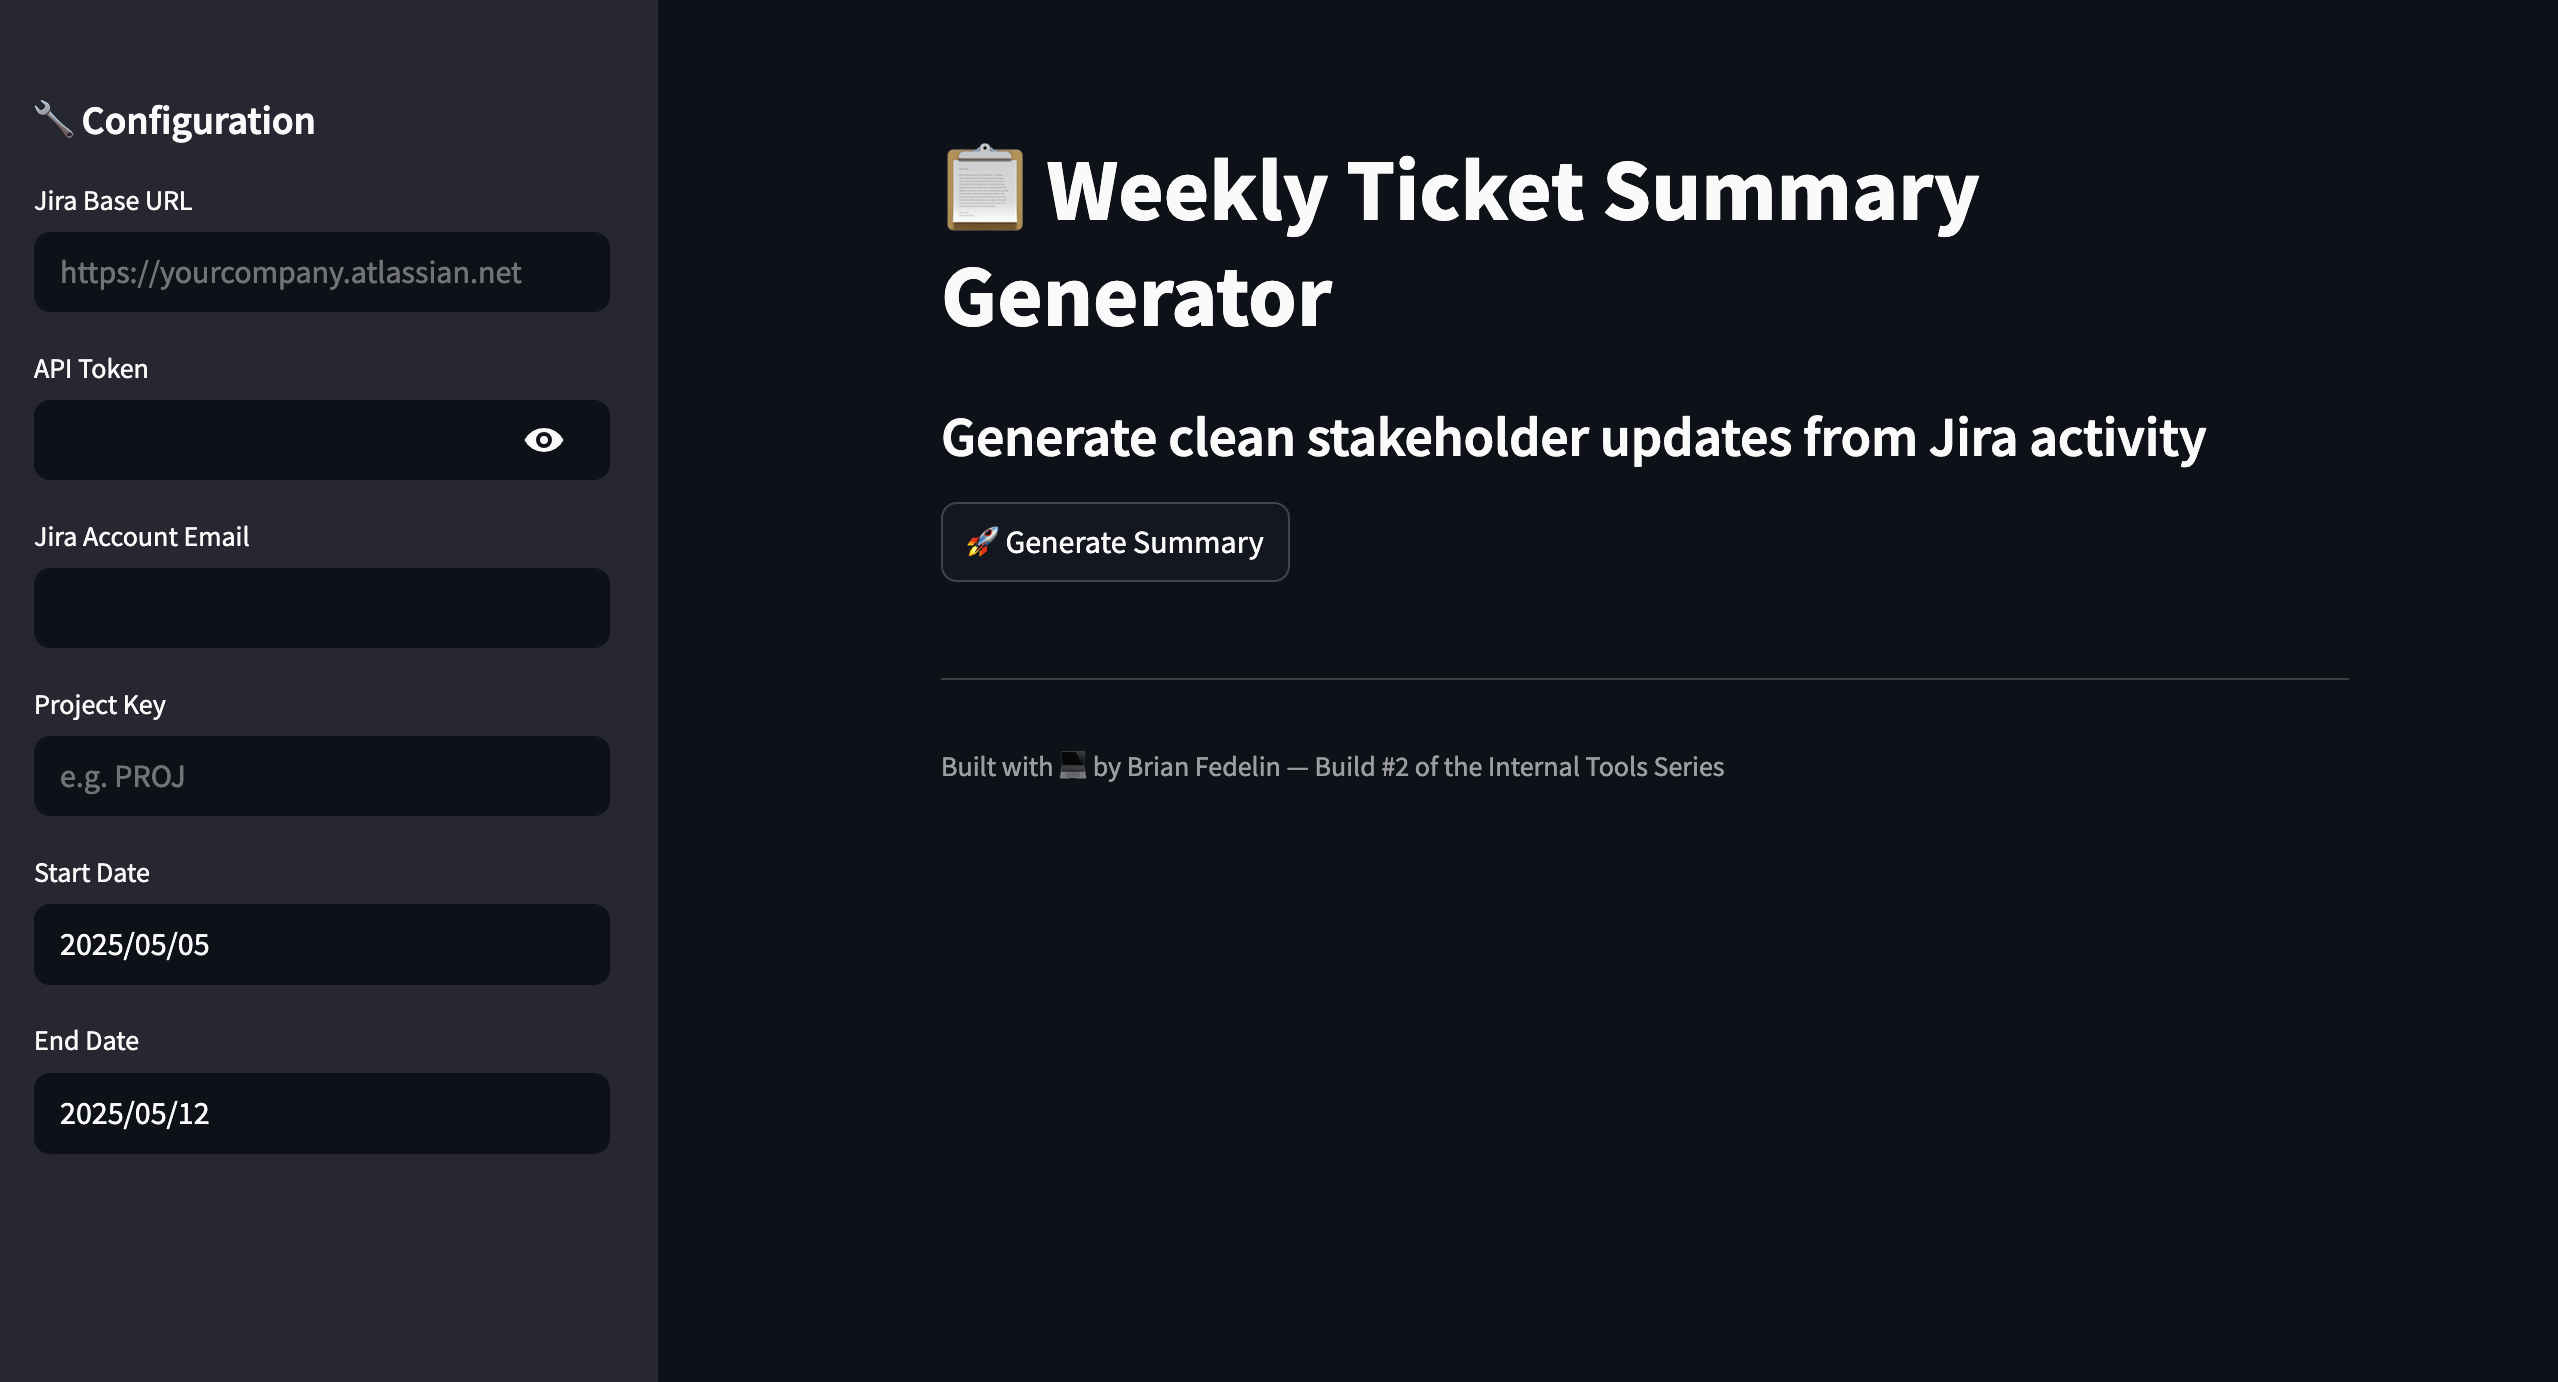 🔧 Configuration
Jira Base URL
https://yourcompany.atlassian.net
API Token
Jira Account Email
Project Key
e.g. PROJ
Start Date
2025/05/05
End Date
2025/05/12
📋 Weekly Ticket Summary
Generator
Generate clean stakeholder updates from Jira activity
🚀 Generate Summary
Built with 💻 by Brian Fedelin — Build #2 of the Internal Tools Series